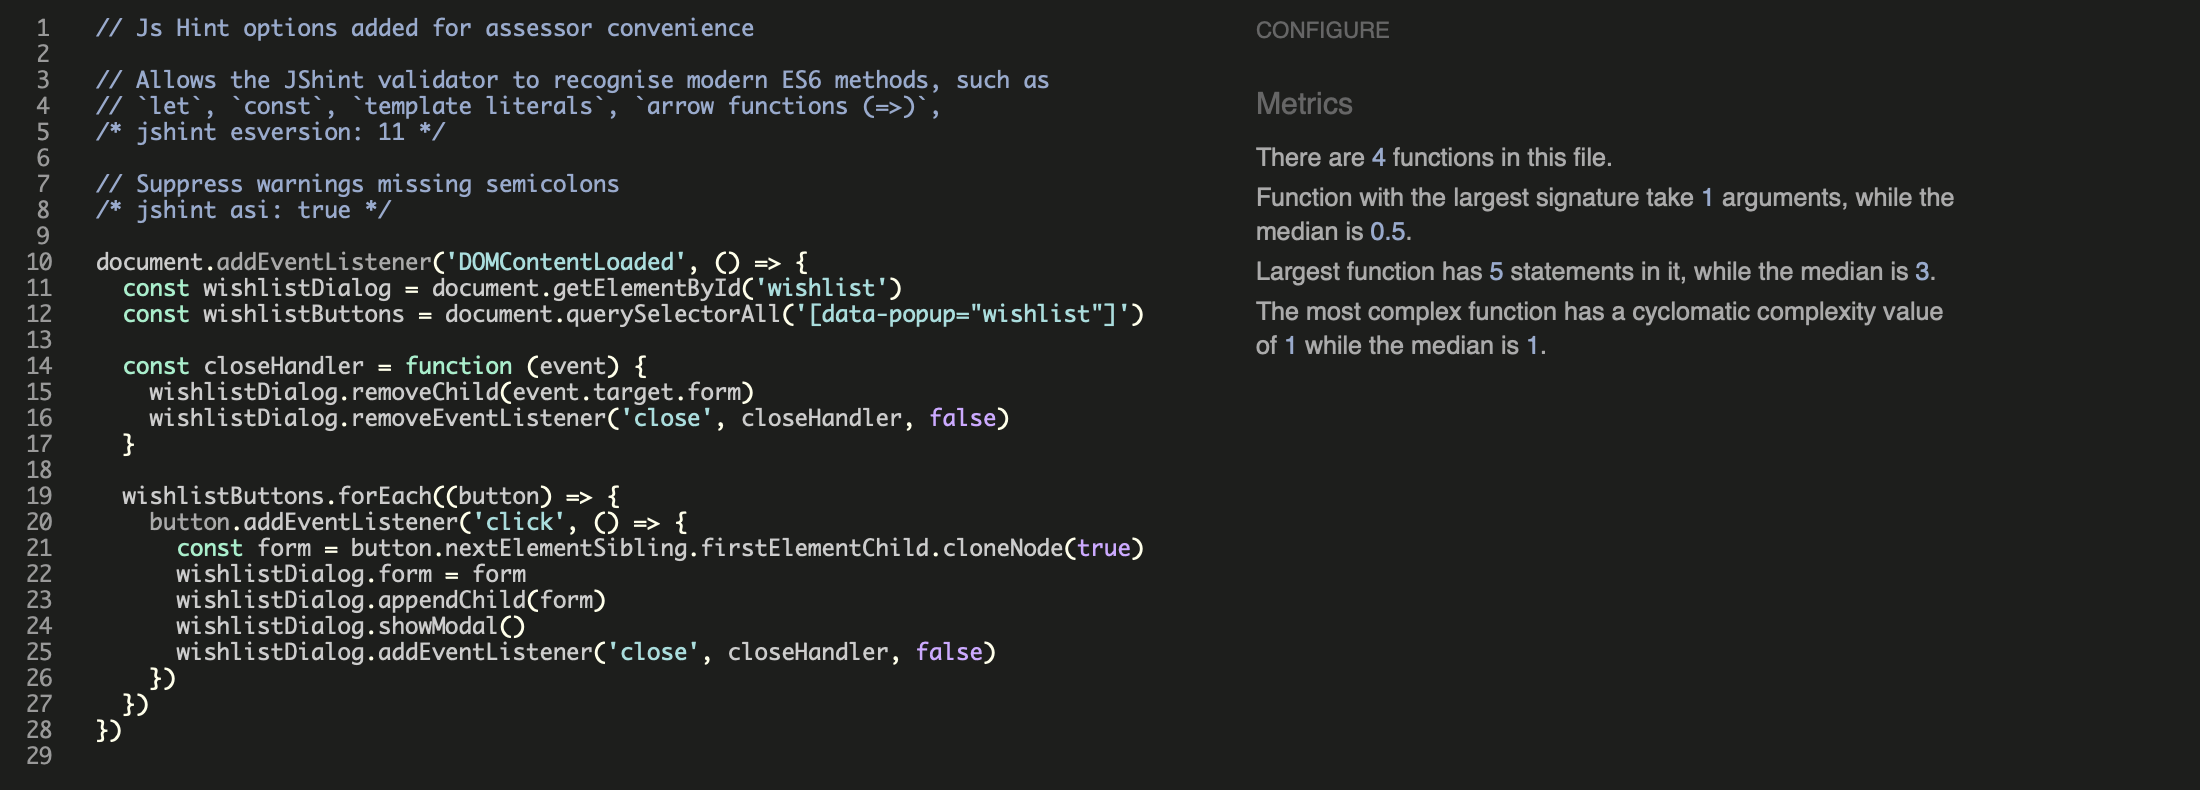 1 // Js Hint options added for assessor convenience
2
3 // Allows the JShint validator to recognise modern ES6 methods, such as
4 // `let`, `const`, `template literals`, `arrow functions (=>)`,
5 /* jshint esversion: 11 */
6
7 // Suppress warnings missing semicolons
8 /* jshint asi: true */
9
10 document.addEventListener('DOMContentLoaded', () => {
11   const wishlistDialog = document.getElementById('wishlist')
12   const wishlistButtons = document.querySelectorAll('[data-popup="wishlist"]')
13
14   const closeHandler = function (event) {
15     wishlistDialog.removeChild(event.target.form)
16     wishlistDialog.removeEventListener('close', closeHandler, false)
17   }
18
19   wishlistButtons.forEach((button) => {
20     button.addEventListener('click', () => {
21       const form = button.nextElementSibling.firstElementChild.cloneNode(true)
22       wishlistDialog.form = form
23       wishlistDialog.appendChild(form)
24       wishlistDialog.showModal()
25       wishlistDialog.addEventListener('close', closeHandler, false)
26     })
27   })
28 })
29
CONFIGURE
Metrics
There are 4 functions in this file.
Function with the largest signature take 1 arguments, while the
median is 0.5.
Largest function has 5 statements in it, while the median is 3.
The most complex function has a cyclomatic complexity value
of 1 while the median is 1.